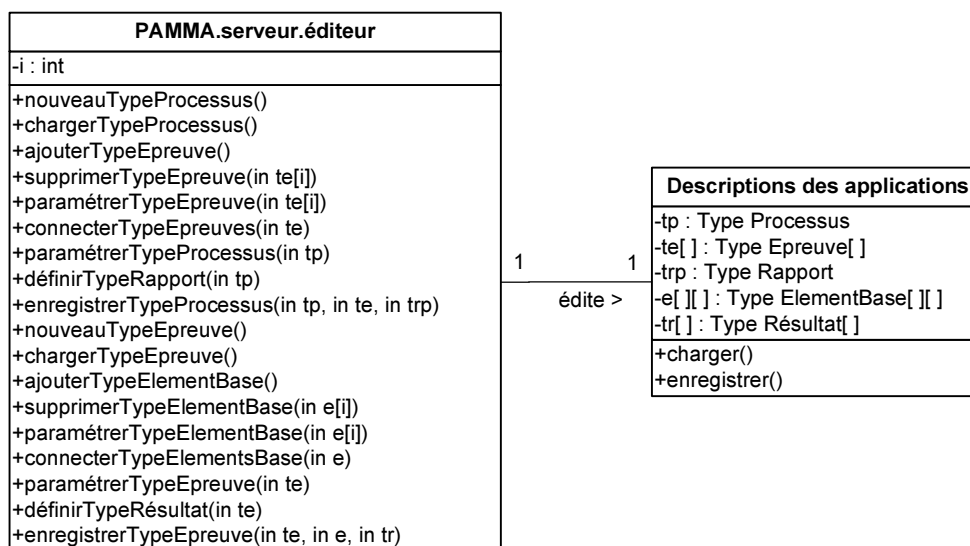 PAMMA.serveur.éditeur
-i : int
+nouveauTypeProcessus()
+chargerTypeProcessus()
+ajouterTypeEpreuve()
+supprimerTypeEpreuve(in te[i])
+paramétrerTypeEpreuve(in te[i])
+connecterTypeEpreuves(in te)
+paramétrerTypeProcessus(in tp)
+définirTypeRapport(in tp)
+enregistrerTypeProcessus(in tp, in te, in trp)
+nouveauTypeEpreuve()
+chargerTypeEpreuve()
+ajouterTypeElementBase()
+supprimerTypeElementBase(in e[i])
+paramétrerTypeElementBase(in e[i])
+connecterTypeElementsBase(in e)
+paramétrerTypeEpreuve(in te)
+définirTypeRésultat(in te)
+enregistrerTypeEpreuve(in te, in e, in tr)
1 1
édite >
Descriptions des applications
-tp : Type Processus
-te[ ] : Type Epreuve[ ]
-trp : Type Rapport
-e[ ][ ] : Type ElementBase[ ][ ]
-tr[ ] : Type Résultat[ ]
+charger()
+enregistrer()